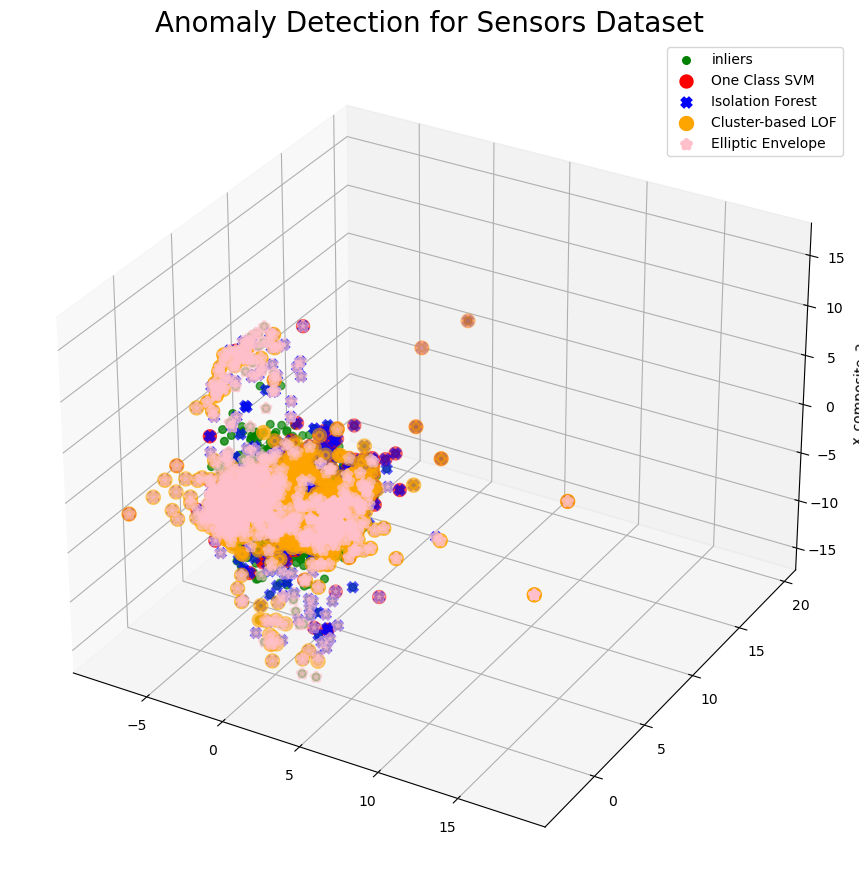 Anomaly Detection for Sensors Dataset
inliers
One Class SVM
Isolation Forest
Cluster-based LOF
Elliptic Envelope
15
10
5
0
−5
−10
−15
20
15
10
5
0
−5
0
5
10
15